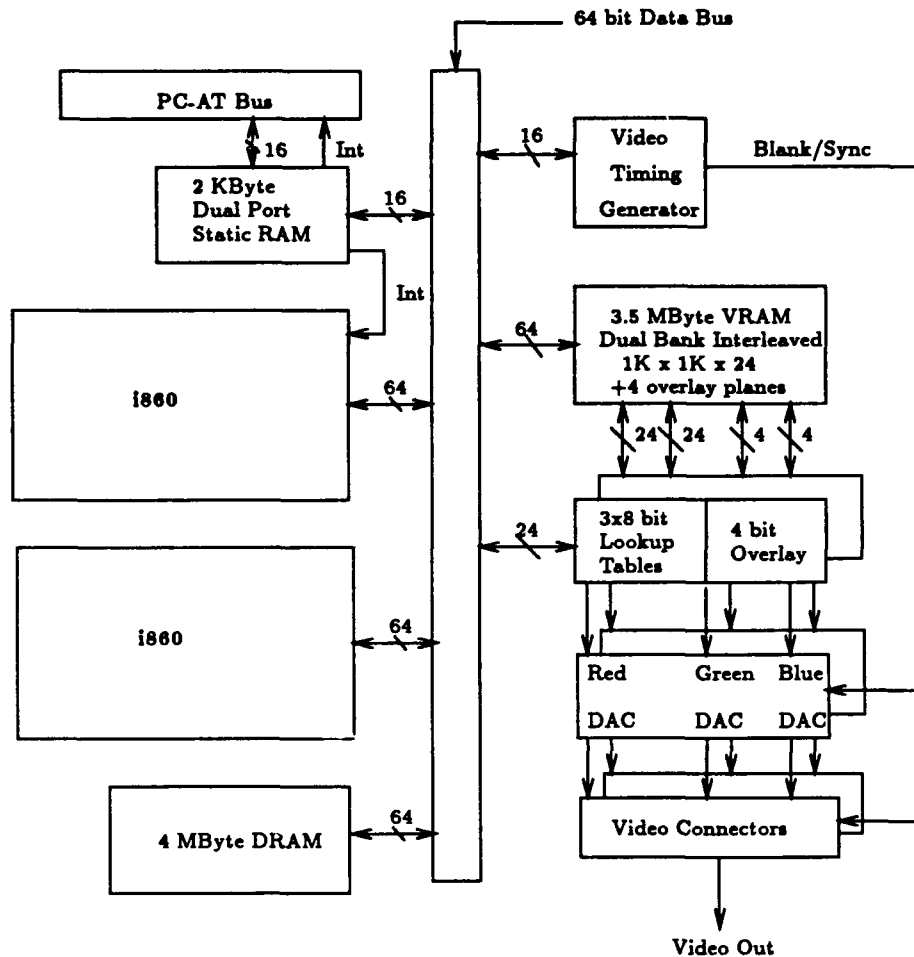 64 bit Data Bus
PC-AT Bus
16
Int
2 KByte
Dual Port
Static RAM
16
Int
i860
64
i860
64
4 MByte DRAM
64
16
Video
Timing
Generator
Blank/Sync
64
3.5 MByte VRAM
Dual Bank Interleaved
1K x 1K x 24
+4 overlay planes
24
24
4
4
24
3x8 bit
Lookup
Tables
4 bit
Overlay
Red
Green
Blue
DAC
DAC
DAC
Video Connectors
Video Out